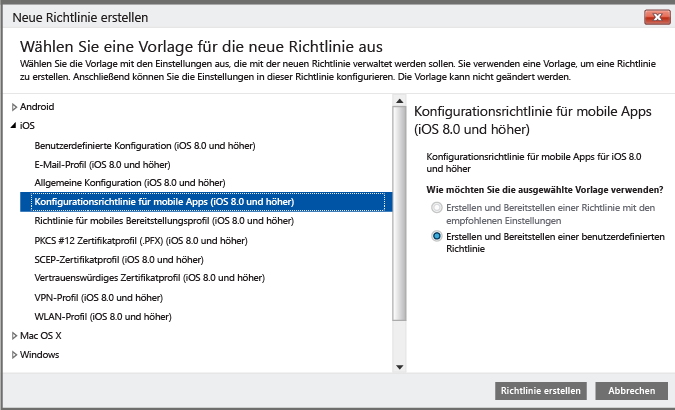 Neue Richtlinie erstellen
Wählen Sie eine Vorlage für die neue Richtlinie aus
Wählen Sie die Vorlage mit den Einstellungen aus, die mit der neuen Richtlinie verwaltet werden sollen. Sie verwenden eine Vorlage, um eine Richtlinie
zu erstellen. Anschließend können Sie die Einstellungen in dieser Richtlinie konfigurieren. Die Vorlage kann nicht geändert werden.
Android
iOS
Benutzerdefinierte Konfiguration (iOS 8.0 und höher)
E-Mail-Profil (iOS 8.0 und höher)
Allgemeine Konfiguration (iOS 8.0 und höher)
Konfigurationsrichtlinie für mobile Apps (iOS 8.0 und höher)
Richtlinie für mobiles Bereitstellungsprofil (iOS 8.0 und höher)
PKCS #12 Zertifikatprofil (.PFX) (iOS 8.0 und höher)
SCEP-Zertifikatprofil (iOS 8.0 und höher)
Vertrauenswürdiges Zertifikatprofil (iOS 8.0 und höher)
VPN-Profil (iOS 8.0 und höher)
WLAN-Profil (iOS 8.0 und höher)
Mac OS X
Windows
Konfigurationsrichtlinie für mobile Apps
(iOS 8.0 und höher)
Konfigurationsrichtlinie für mobile Apps für iOS 8.0
und höher
Wie möchten Sie die ausgewählte Vorlage verwenden?
Erstellen und Bereitstellen einer Richtlinie mit den
empfohlenen Einstellungen
Erstellen und Bereitstellen einer benutzerdefinierten
Richtlinie
Richtlinie erstellen
Abbrechen